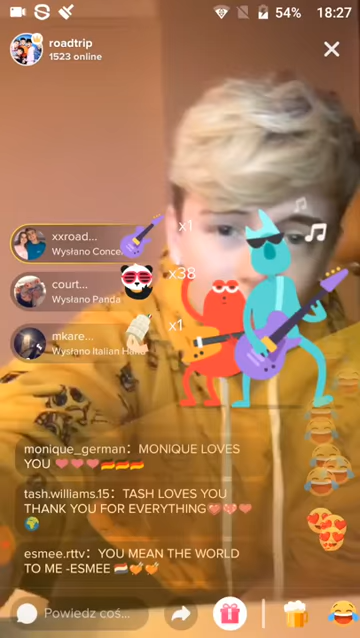 54% 18:27
roadtrip
1523 online
xxroad...
Wysłano Conce
x1
court...
Wysłano Panda
x38
mkare...
Wysłano Italian Hand
x1
monique_german: MONIQUE LOVES
YOU ❤❤❤🇩🇪🇩🇪🇩🇪
tash.williams.15: TASH LOVES YOU
THANK YOU FOR EVERYTHING
esmee.rttv: YOU MEAN THE WORLD
TO ME -ESMEE
Powiedz coś...